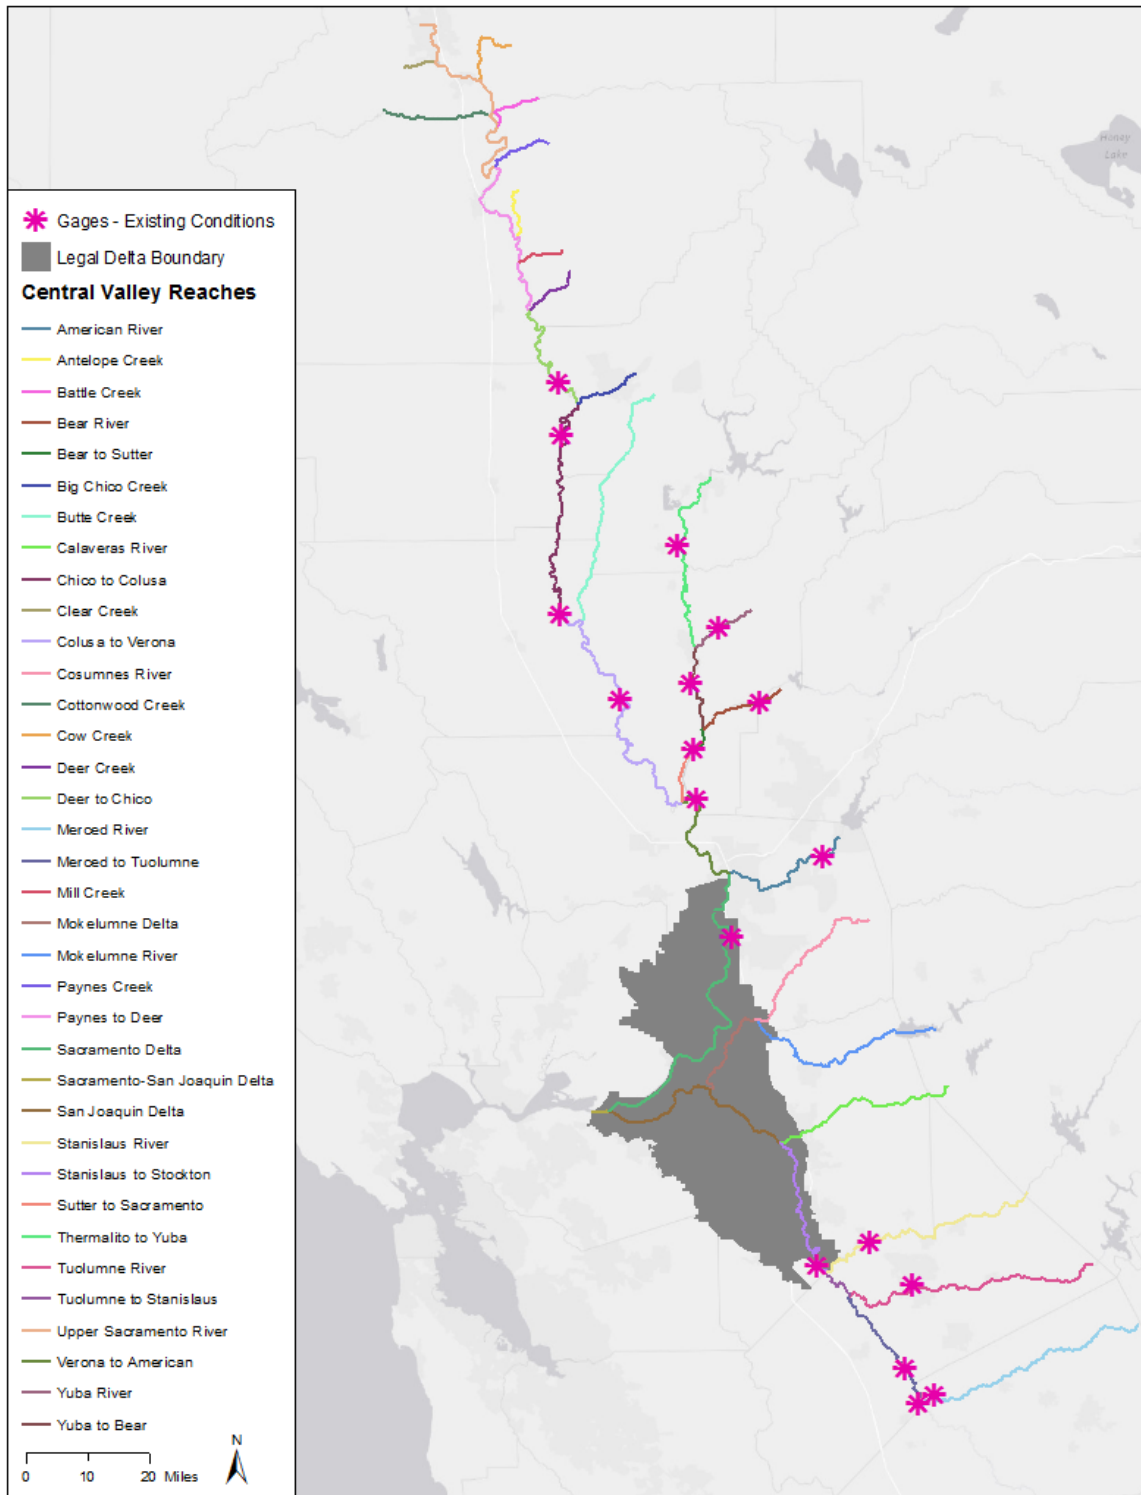 Honey
Lake
Gages - Existing Conditions
Legal Delta Boundary
Central Valley Reaches
American River
Antelope Creek
Battle Creek
Bear River
Bear to Sutter
Big Chico Creek
Butte Creek
Calaveras River
Chico to Colusa
Clear Creek
Colusa to Verona
Cosumnes River
Cottonwood Creek
Cow Creek
Deer Creek
Deer to Chico
Merced River
Merced to Tuolumne
Mill Creek
Mokelumne Delta
Mokelumne River
Paynes Creek
Paynes to Deer
Sacramento Delta
Sacramento-San Joaquin Delta
San Joaquin Delta
Stanislaus River
Stanislaus to Stockton
Sutter to Sacramento
Thermalito to Yuba
Tuolumne River
Tuolumne to Stanislaus
Upper Sacramento River
Verona to American
Yuba River
Yuba to Bear
N
0 10 20 Miles